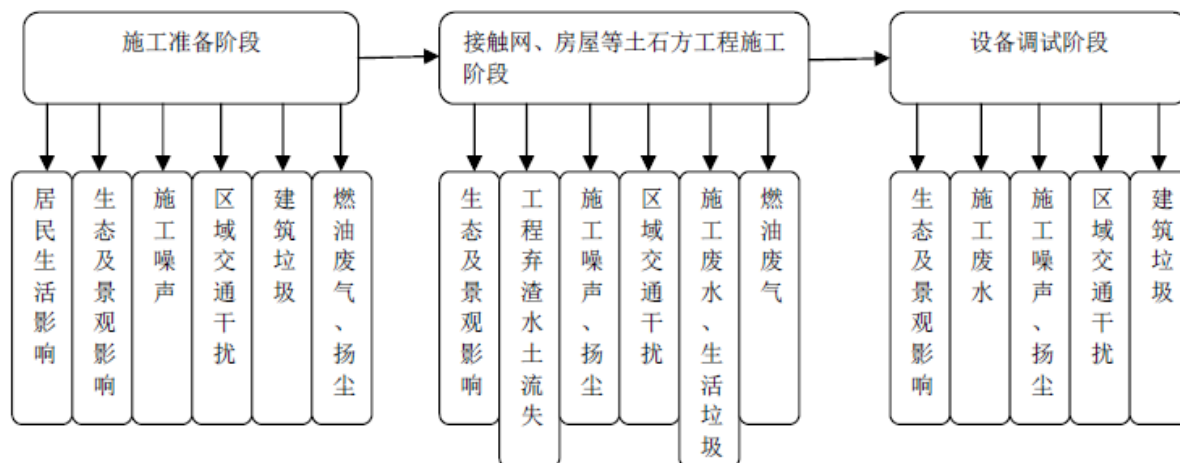 施工准备阶段
接触网、房屋等土石方工程施工
阶段
设备调试阶段
居民生活影响
生态及景观影响
施工噪声
区域交通干扰
建筑垃圾
燃油废气、扬尘
生态及景观影响
工程弃渣水土流失
施工噪声、扬尘
区域交通干扰
施工废水、生活垃圾
燃油废气
生态及景观影响
施工废水
施工噪声、扬尘
区域交通干扰
建筑垃圾